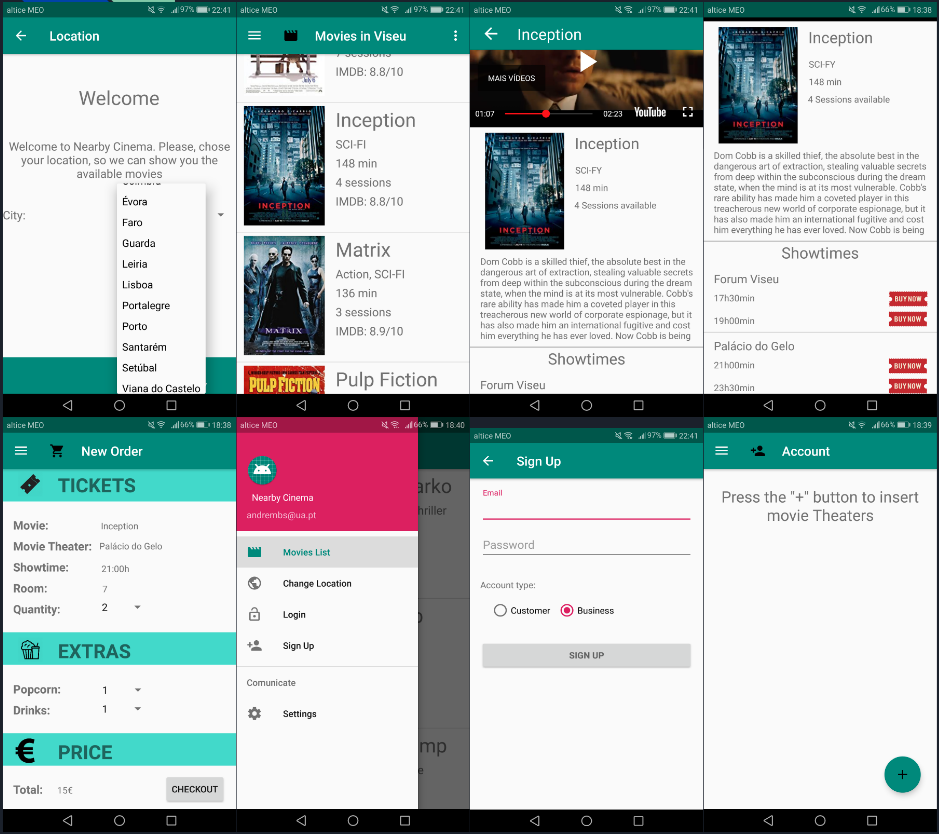 altice MEO 97% 22:41
Location
Welcome
Welcome to Nearby Cinema. Please, chose
your location, so we can show you the
available movies
City:
Coimbra
Évora
Faro
Guarda
Leiria
Lisboa
Portalegre
Porto
Santarém
Setúbal
Viana do Castelo
altice MEO 97% 22:41
Movies in Viseu
7 sessions
IMDB: 8.8/10
INCEPTION
Inception
SCI-FI
148 min
4 sessions
IMDB: 8.8/10
MATRIX
Matrix
Action, SCI-FI
136 min
3 sessions
IMDB: 8.9/10
PULP FICTION
Pulp Fiction
altice MEO 97% 22:41
Inception
MAIS VÍDEOS
01:07 02:23 YouTube
INCEPTION
Inception
SCI-FY
148 min
4 Sessions available
Dom Cobb is a skilled thief, the absolute best in the
dangerous art of extraction, stealing valuable secrets
from deep within the subconscious during the dream
state, when the mind is at its most vulnerable. Cobb's
rare ability has made him a coveted player in this
treacherous new world of corporate espionage, but it
has also made him an international fugitive and cost
him everything he has ever loved. Now Cobb is being
Showtimes
Forum Viseu
altice MEO 66% 18:38
INCEPTION
Inception
SCI-FY
148 min
4 Sessions available
Dom Cobb is a skilled thief, the absolute best in the
dangerous art of extraction, stealing valuable secrets
from deep within the subconscious during the dream
state, when the mind is at its most vulnerable. Cobb's
rare ability has made him a coveted player in this
treacherous new world of corporate espionage, but it
has also made him an international fugitive and cost
him everything he has ever loved. Now Cobb is being
Showtimes
Forum Viseu
17h30min BUY NOW
19h00min BUY NOW
Palácio do Gelo
21h00min BUY NOW
23h30min BUY NOW
altice MEO 66% 18:38
New Order
TICKETS
Movie: Inception
Movie Theater: Palácio do Gelo
Showtime: 21:00h
Room: 7
Quantity: 2
EXTRAS
Popcorn: 1
Drinks: 1
€ PRICE
Total: 15€ CHECKOUT
altice MEO 66% 18:40
Nearby Cinema
andrembs@ua.pt
Movies List
Change Location
Login
Sign Up
Comunicate
Settings
arko
hriller
mp
e
altice MEO 97% 22:41
Sign Up
Email
Password
Account type:
Customer Business
SIGN UP
altice MEO 66% 18:39
Account
Press the "+" button to insert
movie Theaters
+